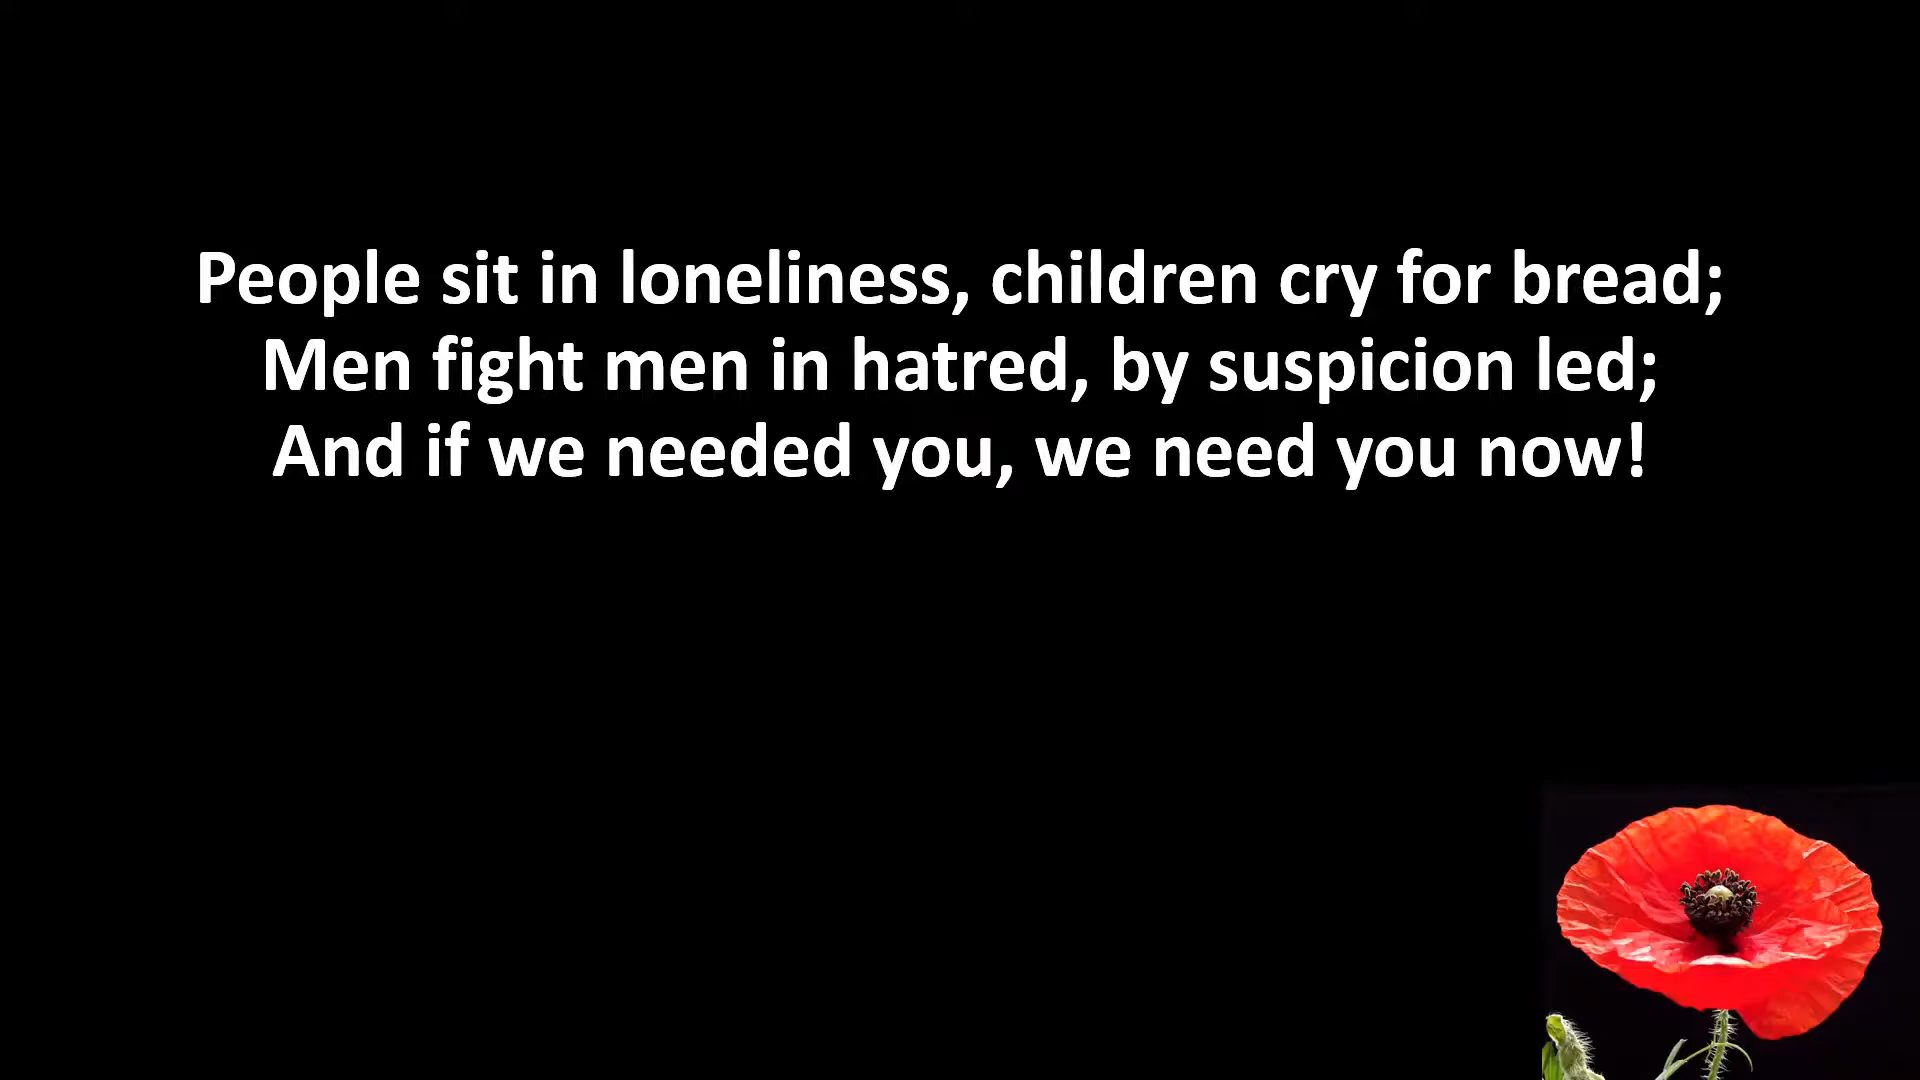 People sit in loneliness, children cry for bread;
Men fight men in hatred, by suspicion led;
And if we needed you, we need you now!